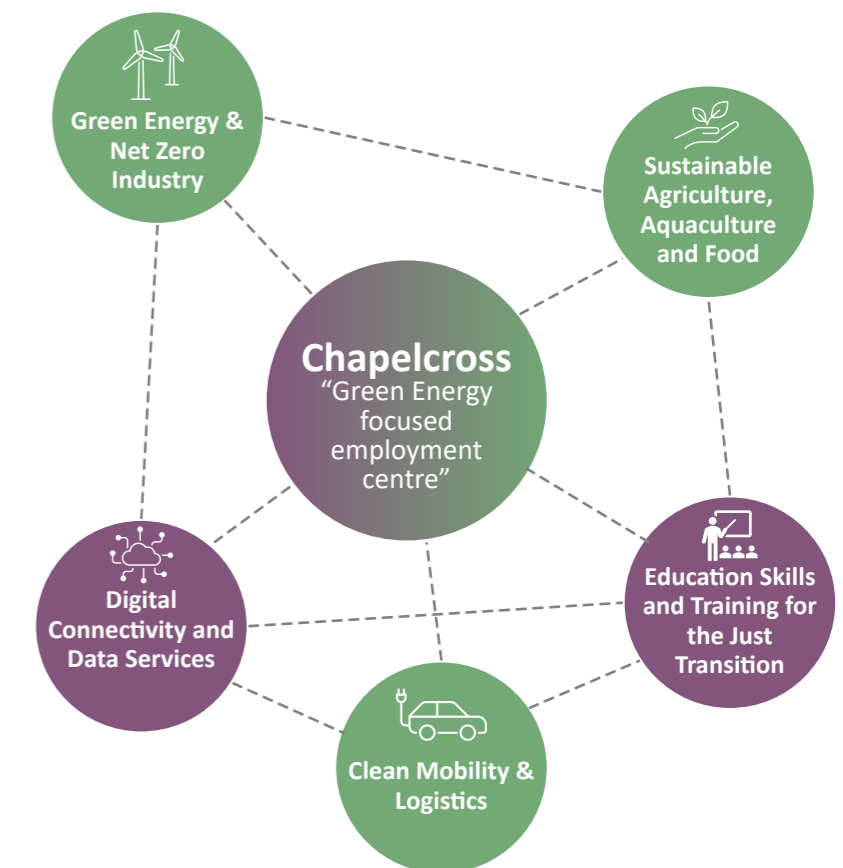 Green Energy &
Net Zero
Industry
Sustainable
Agriculture,
Aquaculture
and Food
Chapelcross
“Green Energy
focused
employment
centre”
Digital
Connectivity and
Data Services
Education Skills
and Training for
the Just
Transition
Clean Mobility &
Logistics